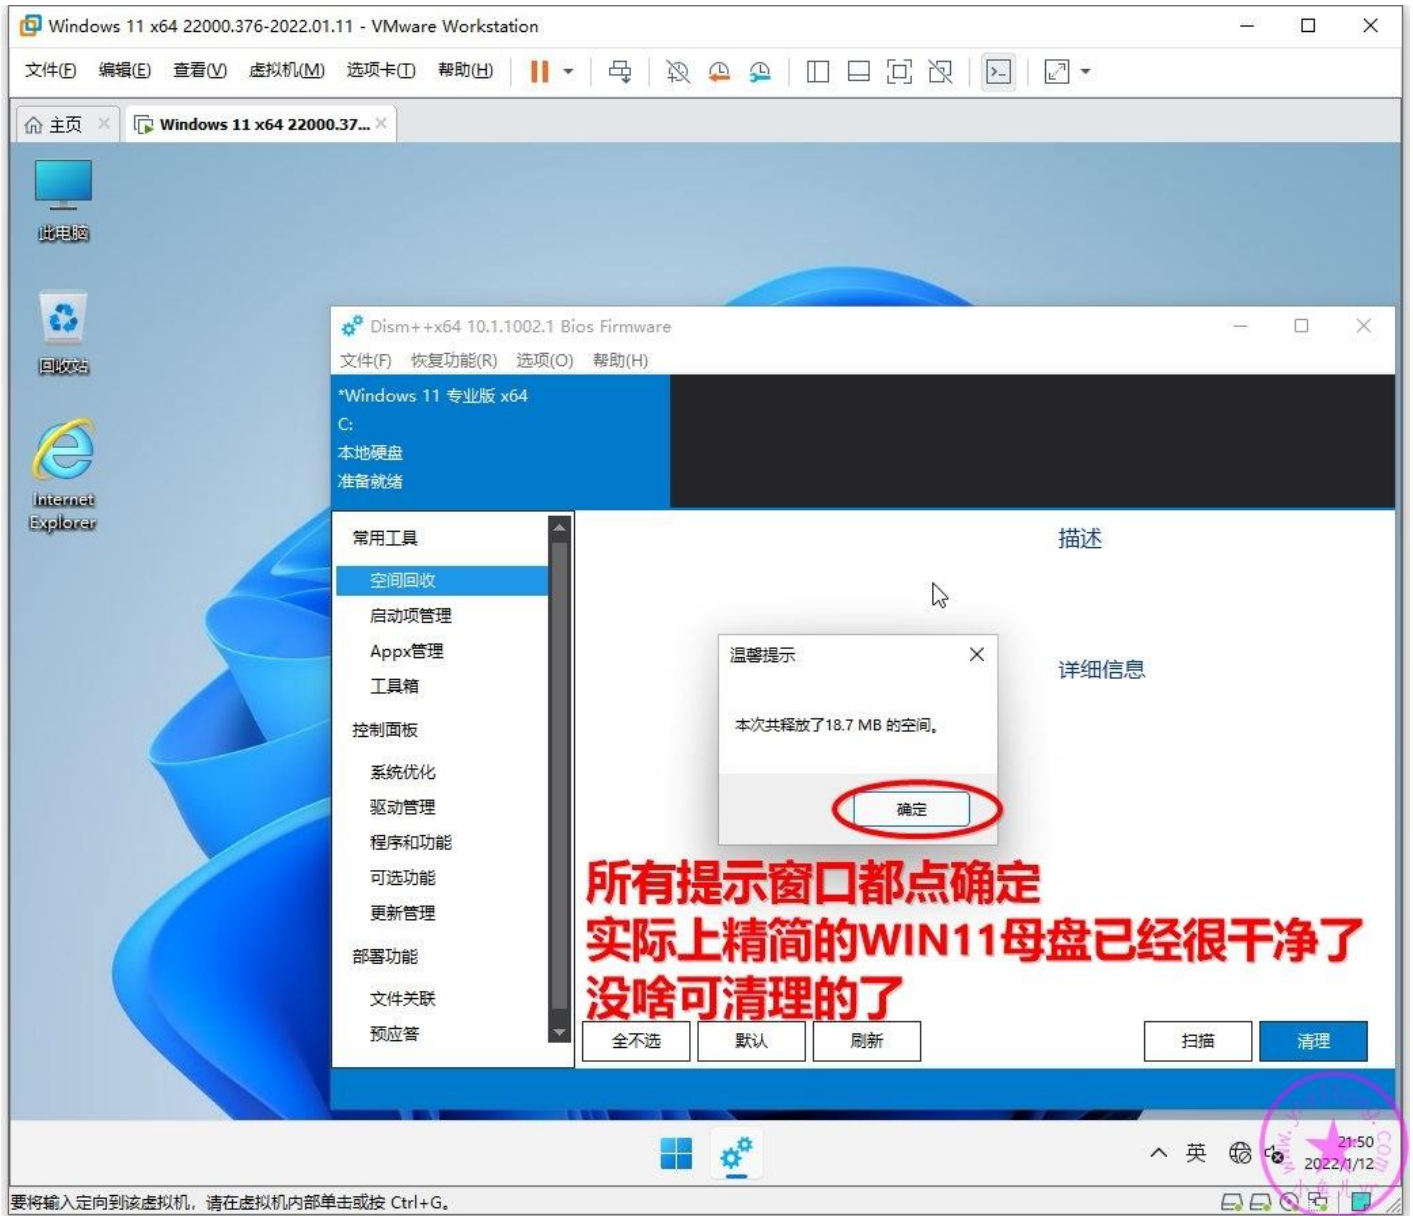 Windows 11 x64 22000.376-2022.01.11 - VMware Workstation
文件(F) 编辑(E) 查看(V) 虚拟机(M) 选项卡(T) 帮助(H)
主页
Windows 11 x64 22000.37...
此电脑
回收站
Internet
Explorer
Dism++x64 10.1.1002.1 Bios Firmware
文件(F) 恢复功能(R) 选项(O) 帮助(H)
*Windows 11 专业版 x64
C:
本地硬盘
准备就绪
常用工具
空间回收
启动项管理
Appx管理
工具箱
控制面板
系统优化
驱动管理
程序和功能
可选功能
更新管理
部署功能
文件关联
预应答
描述
详细信息
温馨提示
本次共释放了18.7 MB 的空间。
确定
所有提示窗口都点确定
实际上精简的WIN11母盘已经很干净了
没啥可清理的了
全不选 默认 刷新 扫描 清理
英
21:50
2022/1/12
要将输入定向到该虚拟机，请在虚拟机内部单击或按 Ctrl+G。